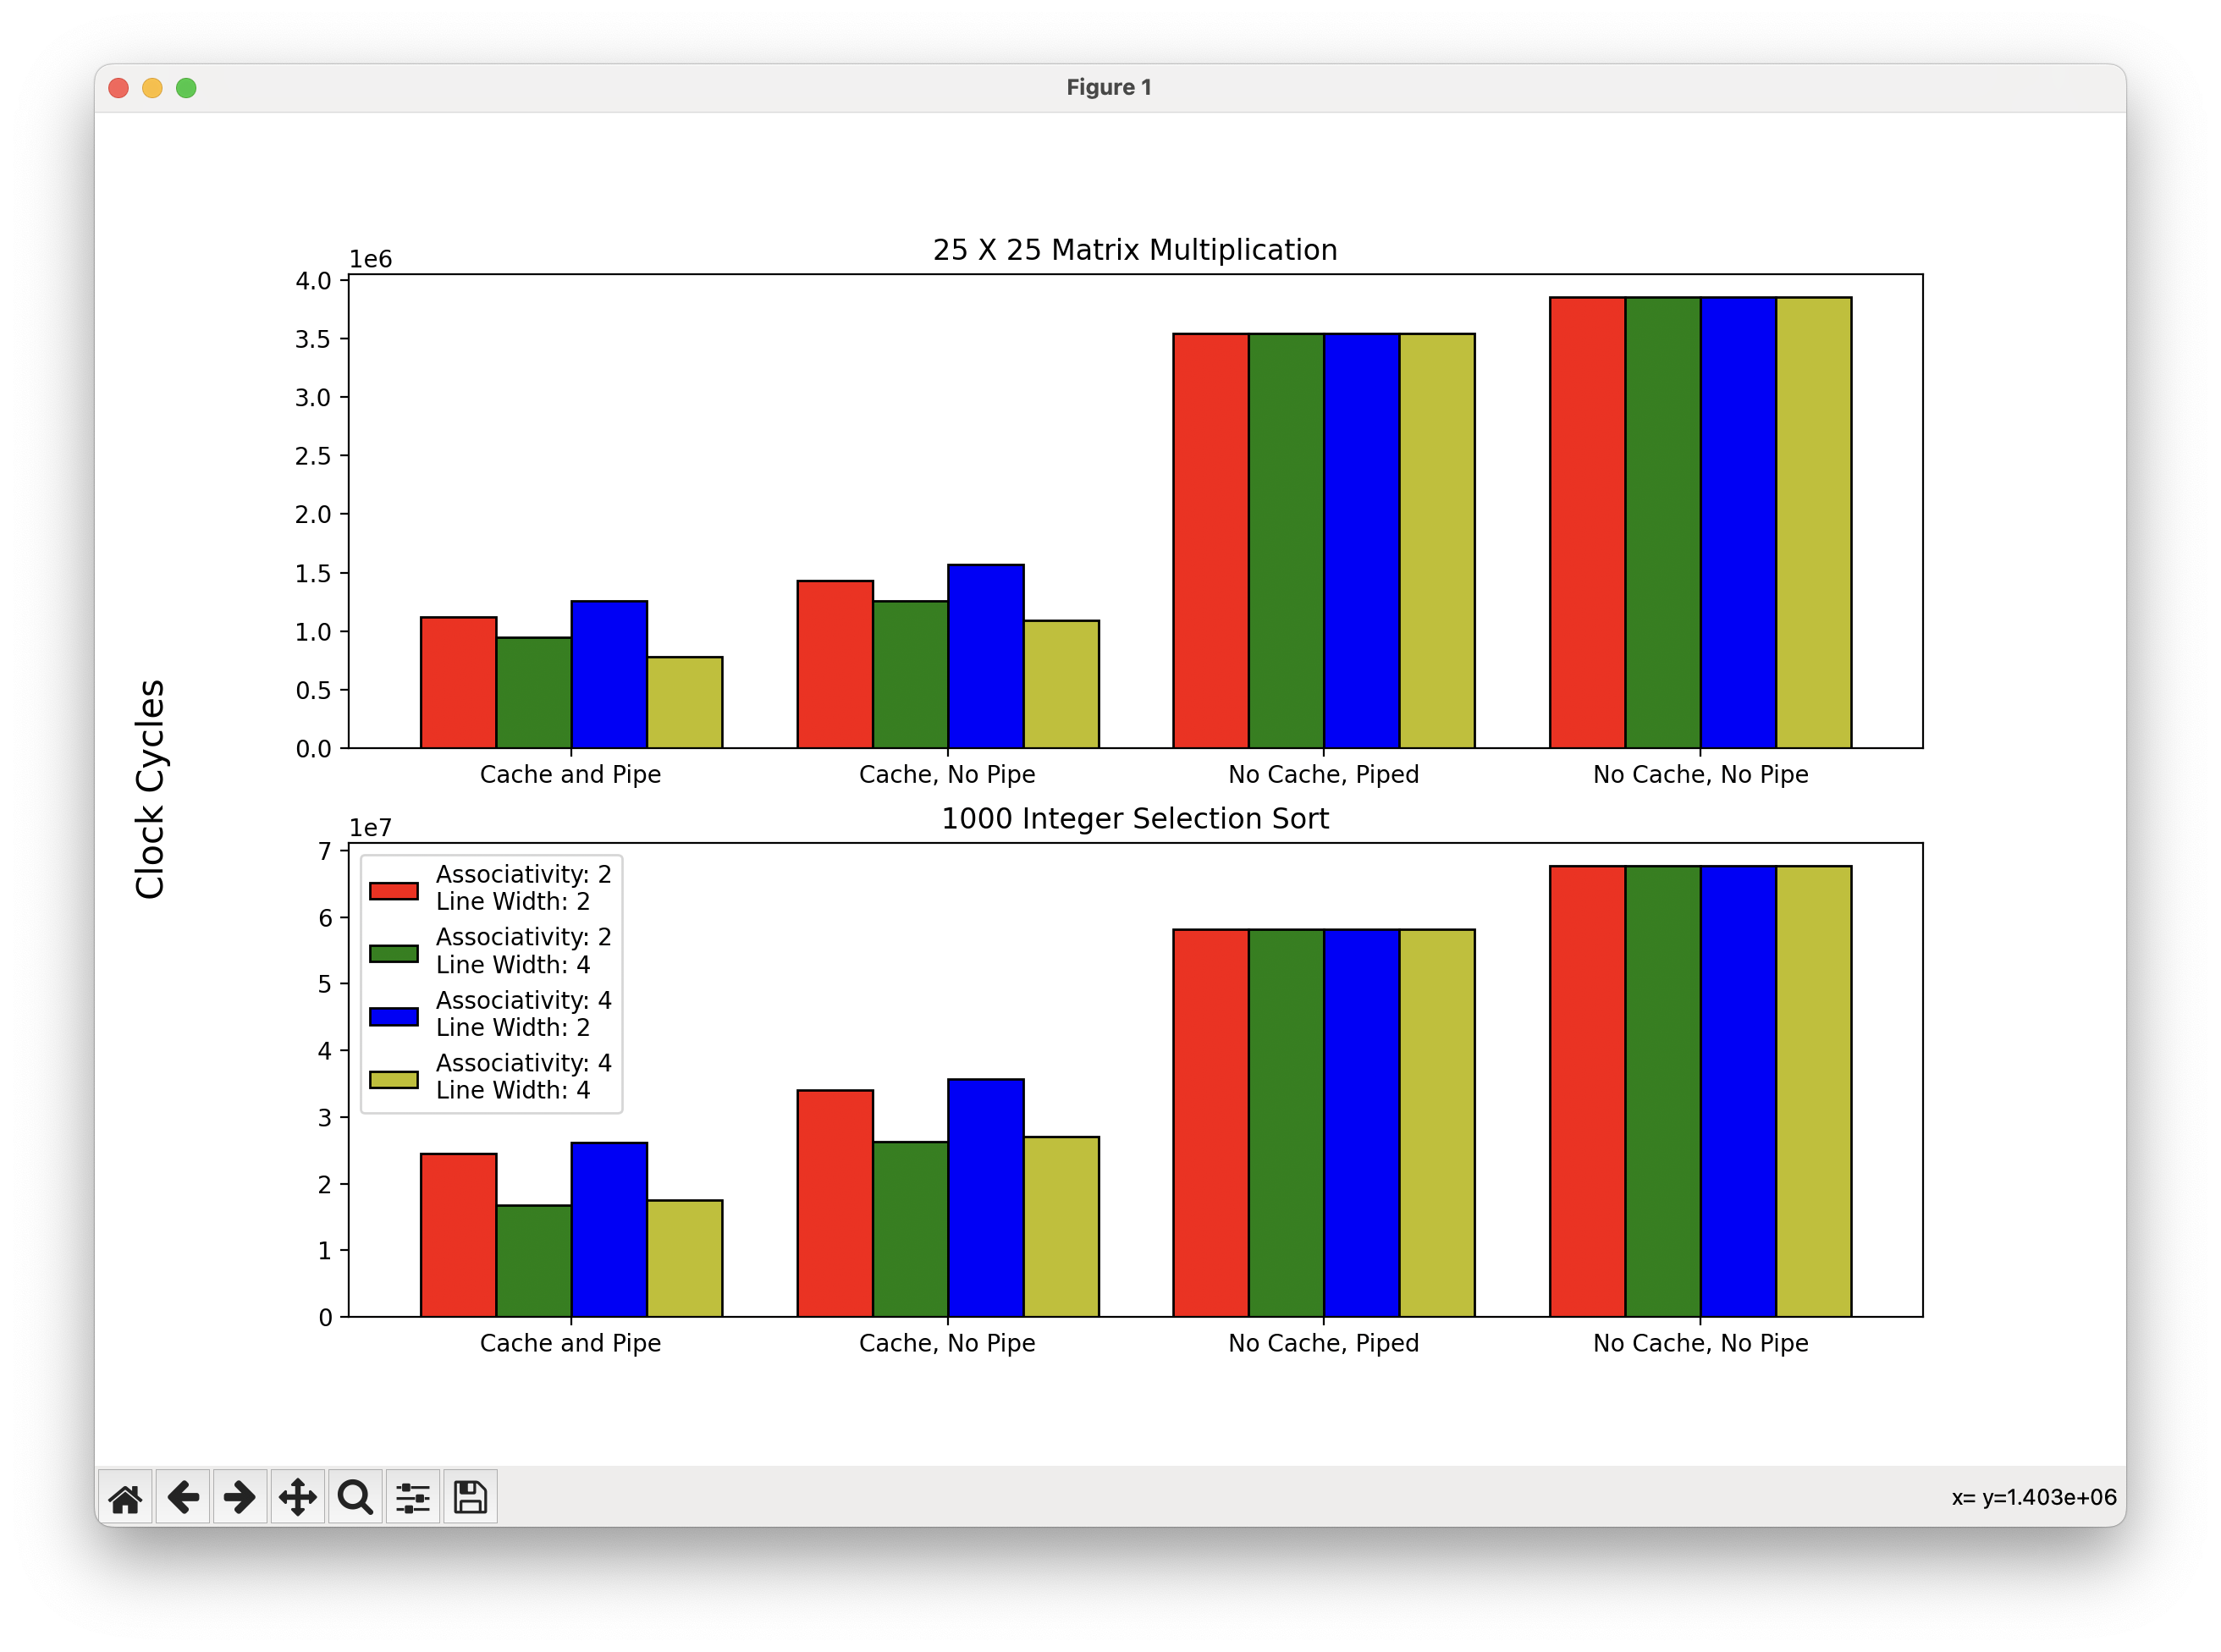 Figure 1
25 X 25 Matrix Multiplication
1e6
4.0
3.5
3.0
2.5
2.0
1.5
1.0
0.5
0.0
Cache and Pipe
Cache, No Pipe
No Cache, Piped
No Cache, No Pipe
Clock Cycles
1000 Integer Selection Sort
1e7
7
6
5
4
3
2
1
0
Associativity: 2
Line Width: 2
Associativity: 2
Line Width: 4
Associativity: 4
Line Width: 2
Associativity: 4
Line Width: 4
Cache and Pipe
Cache, No Pipe
No Cache, Piped
No Cache, No Pipe
x= y=1.403e+06